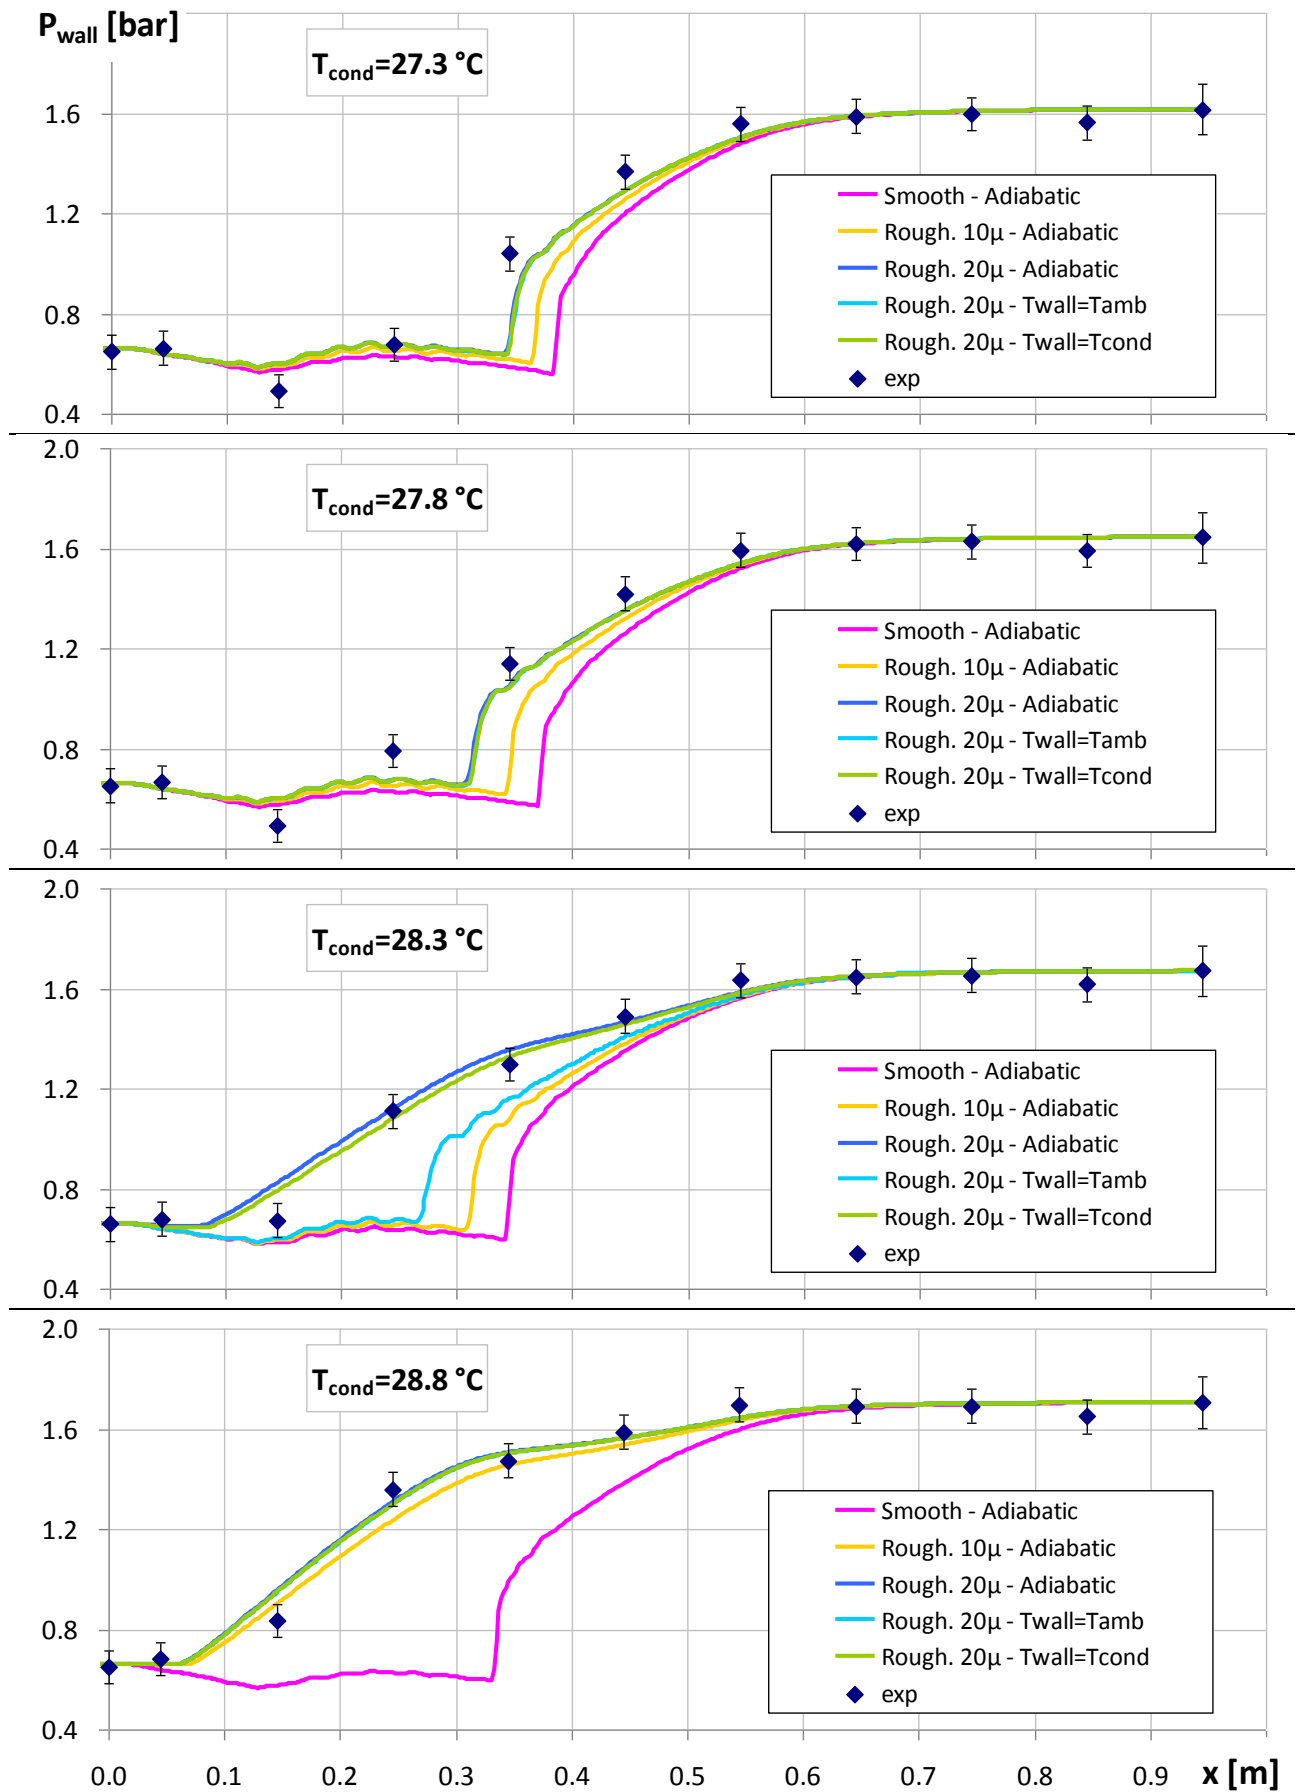 P_wall [bar]
T_cond=27.3 °C
1.6
1.2
0.8
0.4
Smooth - Adiabatic
Rough. 10µ - Adiabatic
Rough. 20µ - Adiabatic
Rough. 20µ - Twall=Tamb
Rough. 20µ - Twall=Tcond
exp
2.0
T_cond=27.8 °C
1.6
1.2
0.8
0.4
Smooth - Adiabatic
Rough. 10µ - Adiabatic
Rough. 20µ - Adiabatic
Rough. 20µ - Twall=Tamb
Rough. 20µ - Twall=Tcond
exp
2.0
T_cond=28.3 °C
1.6
1.2
0.8
0.4
Smooth - Adiabatic
Rough. 10µ - Adiabatic
Rough. 20µ - Adiabatic
Rough. 20µ - Twall=Tamb
Rough. 20µ - Twall=Tcond
exp
2.0
T_cond=28.8 °C
1.6
1.2
0.8
0.4
Smooth - Adiabatic
Rough. 10µ - Adiabatic
Rough. 20µ - Adiabatic
Rough. 20µ - Twall=Tamb
Rough. 20µ - Twall=Tcond
exp
0.0 0.1 0.2 0.3 0.4 0.5 0.6 0.7 0.8 0.9 x [m]